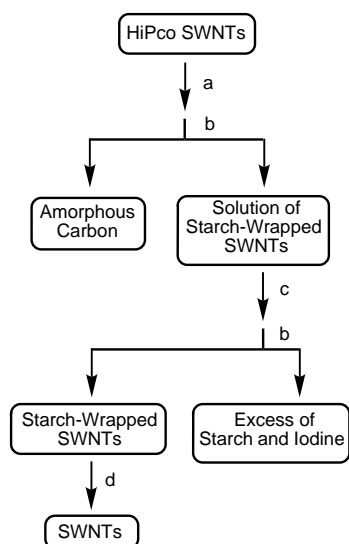 HiPco SWNTs
a
b
Amorphous
Carbon
Solution of
Starch-Wrapped
SWNTs
c
b
Starch-Wrapped
SWNTs
Excess of
Starch and Iodine
d
SWNTs